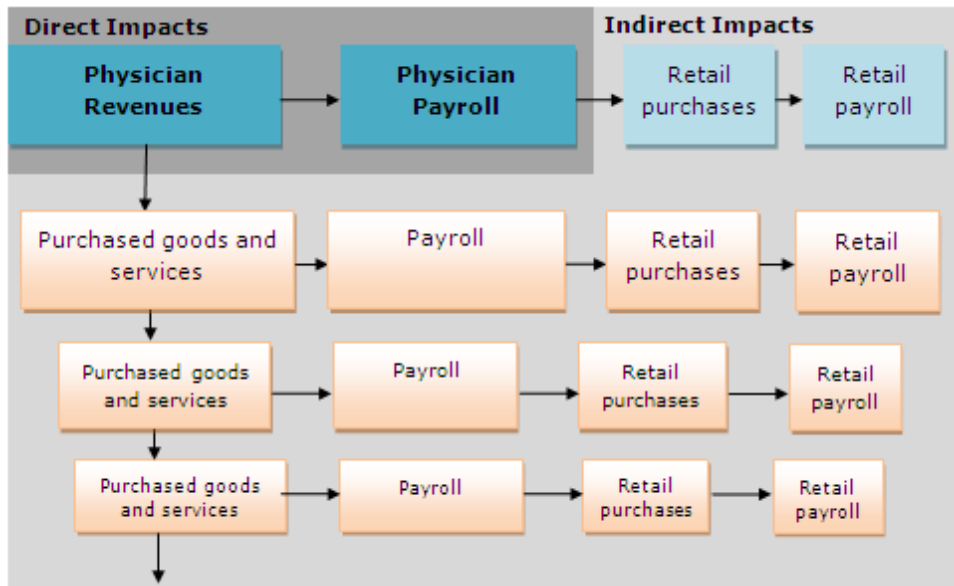 Direct Impacts
Indirect Impacts
Physician
Revenues
Physician
Payroll
Retail
purchases
Retail
payroll
Purchased goods and
services
Payroll
Retail
purchases
Retail
payroll
Purchased goods
and services
Payroll
Retail
purchases
Retail
payroll
Purchased goods
and services
Payroll
Retail
purchases
Retail
payroll